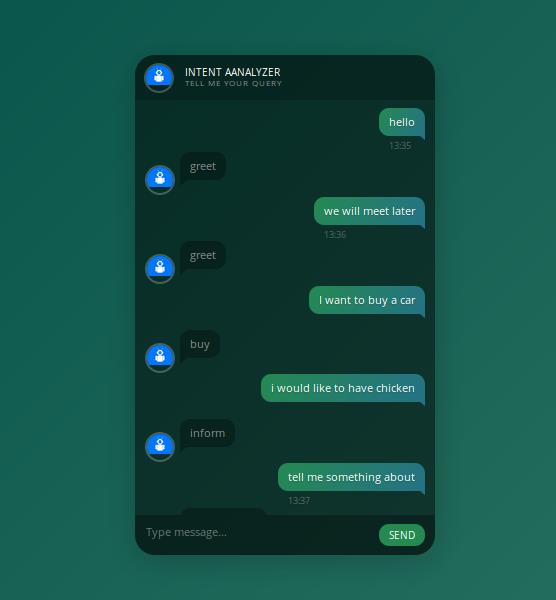 INTENT AANALYZER
TELL ME YOUR QUERY
hello
13:35
greet
we will meet later
13:36
greet
I want to buy a car
buy
i would like to have chicken
inform
tell me something about
13:37
Type message...
SEND